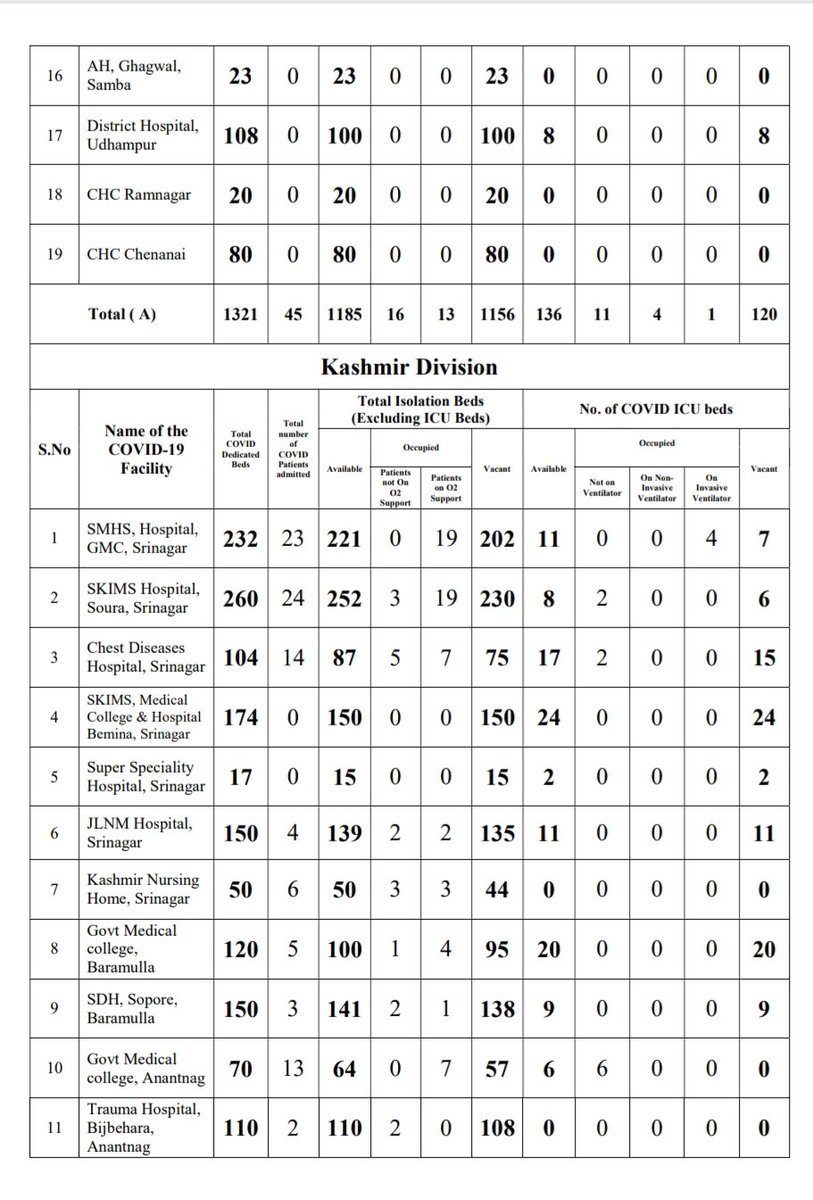 16 AH, Ghagwal, Samba 23 0 23 0 0 23 0 0 0 0 0
17 District Hospital, Udhampur 108 0 100 0 0 100 8 0 0 0 8
18 CHC Ramnagar 20 0 20 0 0 20 0 0 0 0 0
19 CHC Chenanai 80 0 80 0 0 80 0 0 0 0 0
Total ( A) 1321 45 1185 16 13 1156 136 11 4 1 120
Kashmir Division
S.No
Name of the COVID-19 Facility
Total COVID Dedicated Beds
Total number of COVID Patients admitted
Total Isolation Beds (Excluding ICU Beds)
No. of COVID ICU beds
Available
Occupied
Patients not On O2 Support
Patients on O2 Support
Vacant
Available
Occupied
Not on Ventilator
On Non-Invasive Ventilator
On Invasive Ventilator
Vacant
1 SMHS, Hospital, GMC, Srinagar 232 23 221 0 19 202 11 0 0 4 7
2 SKIMS Hospital, Soura, Srinagar 260 24 252 3 19 230 8 2 0 0 6
3 Chest Diseases Hospital, Srinagar 104 14 87 5 7 75 17 2 0 0 15
4 SKIMS, Medical College & Hospital Bemina, Srinagar 174 0 150 0 0 150 24 0 0 0 24
5 Super Speciality Hospital, Srinagar 17 0 15 0 0 15 2 0 0 0 2
6 JLNM Hospital, Srinagar 150 4 139 2 2 135 11 0 0 0 11
7 Kashmir Nursing Home, Srinagar 50 6 50 3 3 44 0 0 0 0 0
8 Govt Medical college, Baramulla 120 5 100 1 4 95 20 0 0 0 20
9 SDH, Sopore, Baramulla 150 3 141 2 1 138 9 0 0 0 9
10 Govt Medical college, Anantnag 70 13 64 0 7 57 6 6 0 0 0
11 Trauma Hospital, Bijbehara, Anantnag 110 2 110 2 0 108 0 0 0 0 0